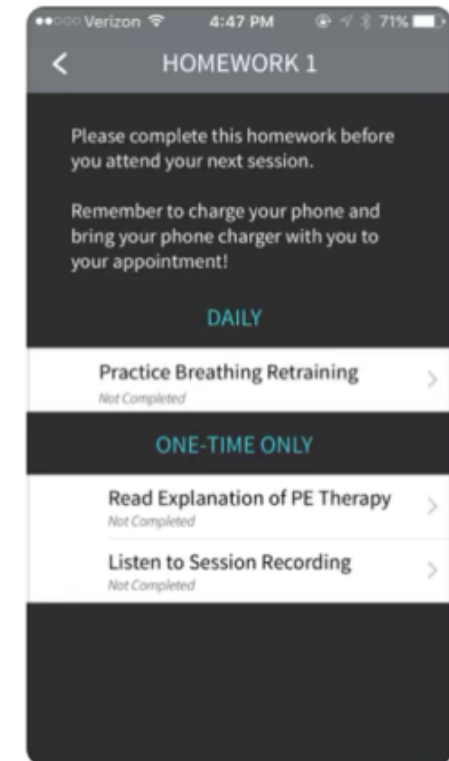 Verizon 4:47 PM 71%
HOMEWORK 1
Please complete this homework before
you attend your next session.
Remember to charge your phone and
bring your phone charger with you to
your appointment!
DAILY
Practice Breathing Retraining
Not Completed
ONE-TIME ONLY
Read Explanation of PE Therapy
Not Completed
Listen to Session Recording
Not Completed